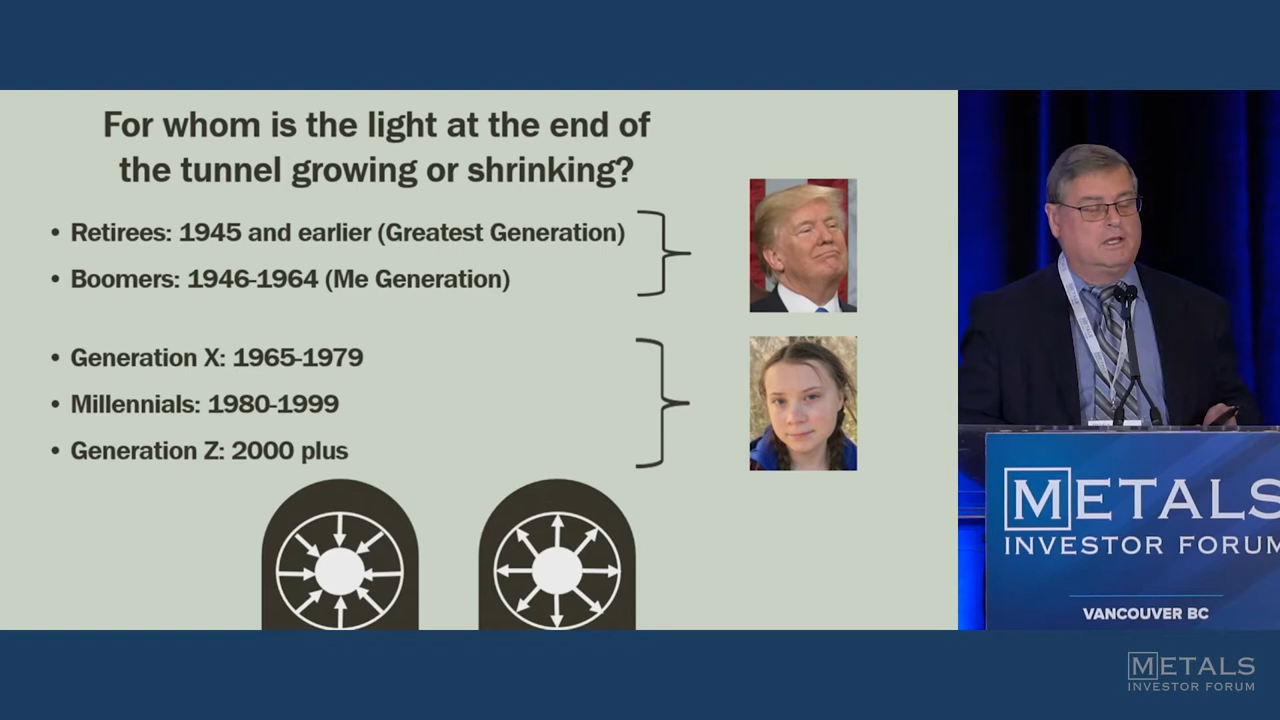 For whom is the light at the end of
the tunnel growing or shrinking?
• Retirees: 1945 and earlier (Greatest Generation)
• Boomers: 1946-1964 (Me Generation)
• Generation X: 1965-1979
• Millennials: 1980-1999
• Generation Z: 2000 plus
METALS
INVESTOR FORUM
VANCOUVER BC
METALS
INVESTOR FORUM